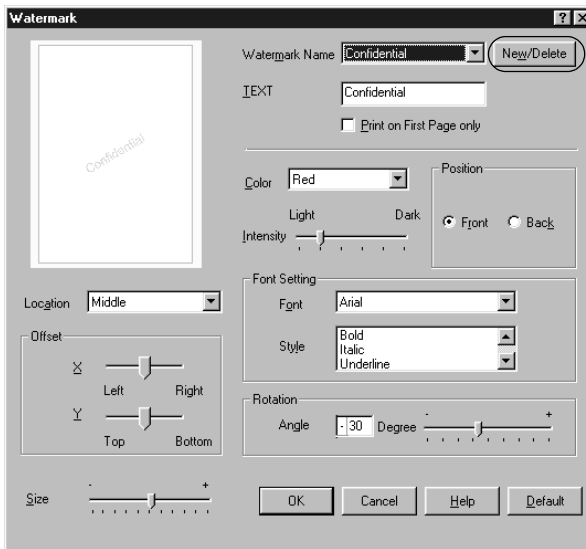 Watermark
Confidential
Watermark Name Confidential New/Delete
TEXT Confidential
Print on First Page only
Color Red
Light Dark
Intensity
Position
Front Back
Location Middle
Offset
X
Left Right
Y
Top Bottom
Font Setting
Font Arial
Style Bold
Italic
Underline
Rotation
Angle - 30 Degree - +
Size - +
OK Cancel Help Default